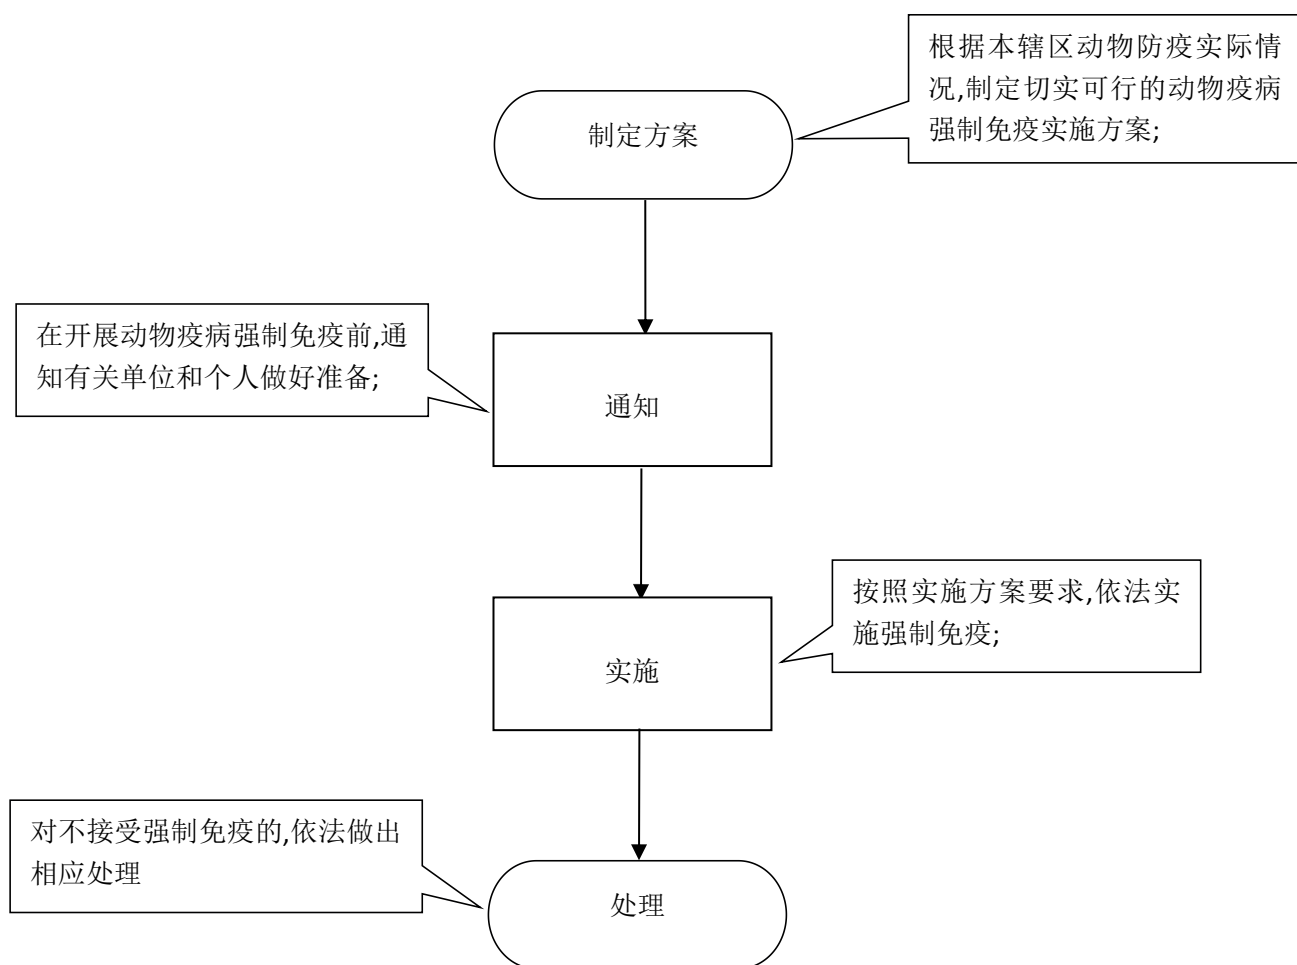 根据本辖区动物防疫实际情
况,制定切实可行的动物疫病
强制免疫实施方案;
制定方案
在开展动物疫病强制免疫前,通
知有关单位和个人做好准备;
通知
按照实施方案要求,依法实
施强制免疫;
实施
对不接受强制免疫的,依法做出
相应处理
处理